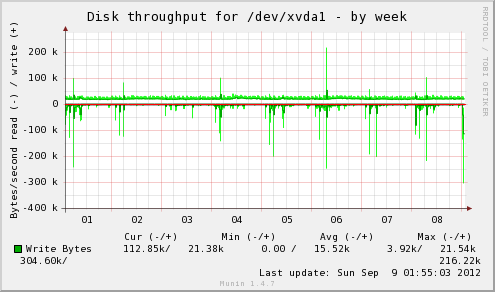 Disk throughput for /dev/xvda1 - by week
RRDTOOL / TOBI OETIKER
Bytes/second read (-) / write (+)
200 k
100 k
0
-100 k
-200 k
-300 k
-400 k
01 02 03 04 05 06 07 08
Cur (-/+) Min (-/+) Avg (-/+) Max (-/+)
Write Bytes 112.85k/ 21.38k 0.00 / 15.52k 3.92k/ 21.54k
304.60k/ 216.22k
Last update: Sun Sep 9 01:55:03 2012
Munin 1.4.7